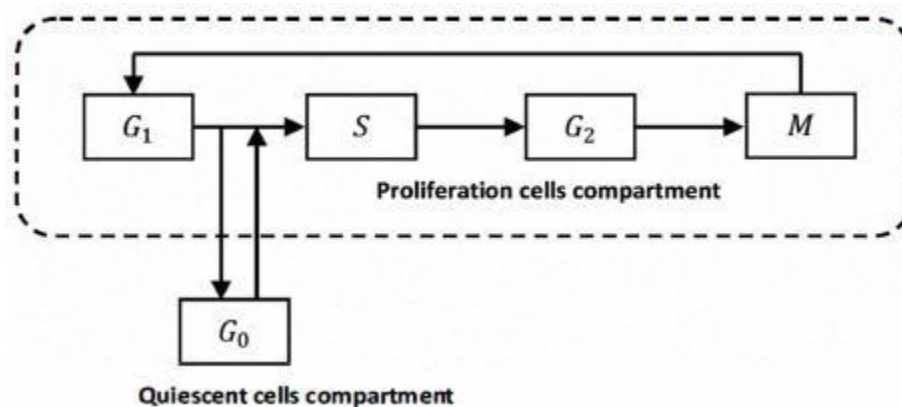 G₁ S G₂ M
Proliferation cells compartment
G₀
Quiescent cells compartment